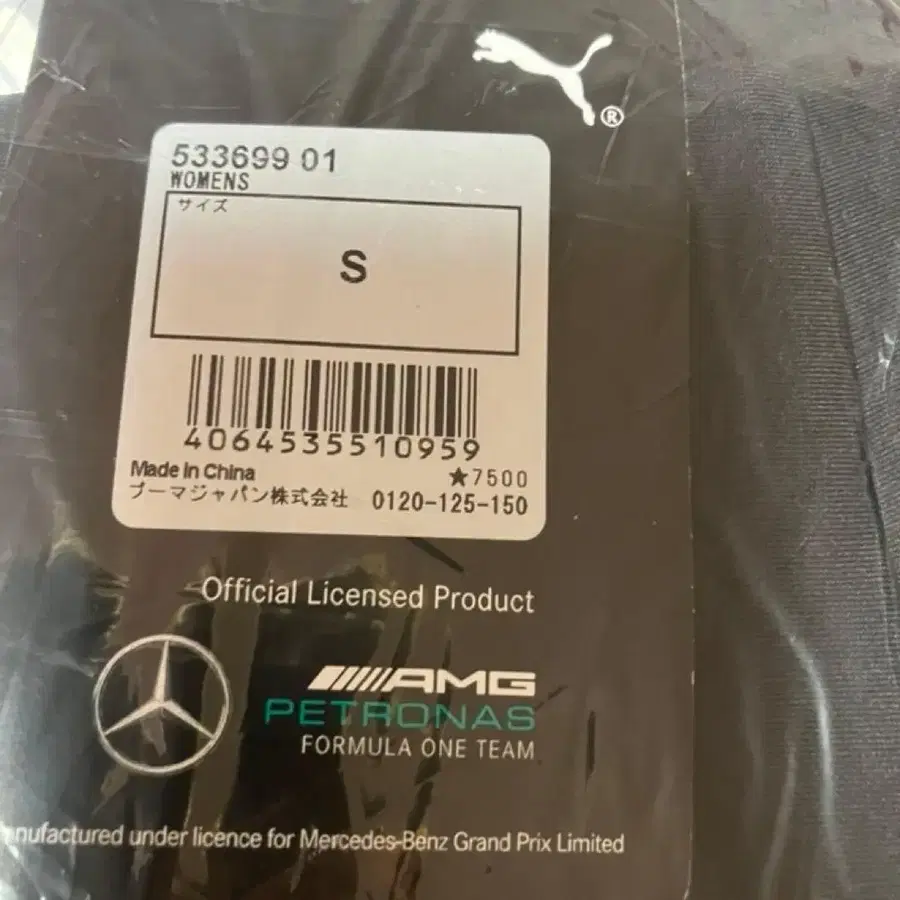 ®
533699 01
WOMENS
サイズ
S
4064535510959
Made in China
★7500
プーマジャパン株式会社 0120-125-150
Official Licensed Product
AMG
PETRONAS
FORMULA ONE TEAM
nufactured under licence for Mercedes-Benz Grand Prix Limited